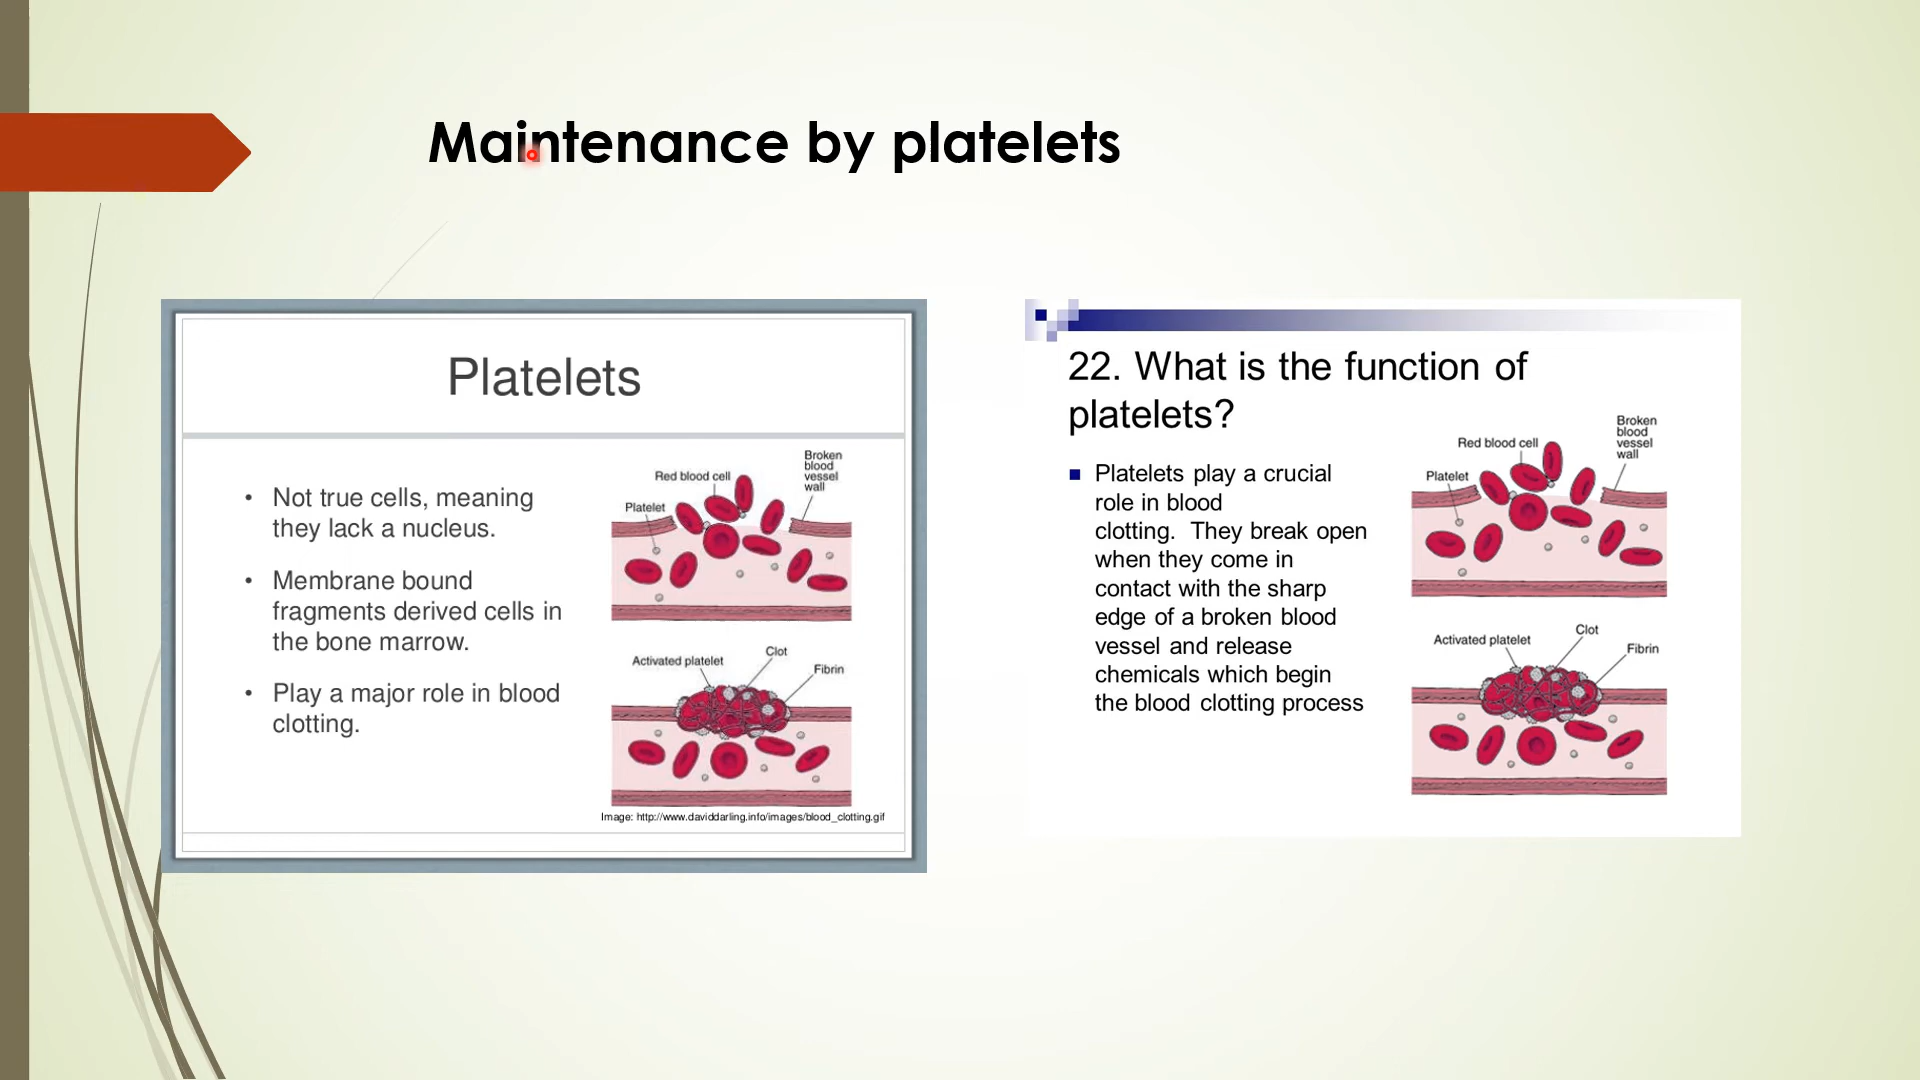 Maintenance by platelets
Platelets
• Not true cells, meaning
they lack a nucleus.
• Membrane bound
fragments derived cells in
the bone marrow.
• Play a major role in blood
clotting.
Broken
blood
vessel
wall
Red blood cell
Platelet
Activated platelet
Clot
Fibrin
Image: http://www.daviddarling.info/images/blood_clotting.gif
22. What is the function of
platelets?
Platelets play a crucial
role in blood
clotting. They break open
when they come in
contact with the sharp
edge of a broken blood
vessel and release
chemicals which begin
the blood clotting process
Broken
blood
vessel
wall
Red blood cell
Platelet
Activated platelet
Clot
Fibrin